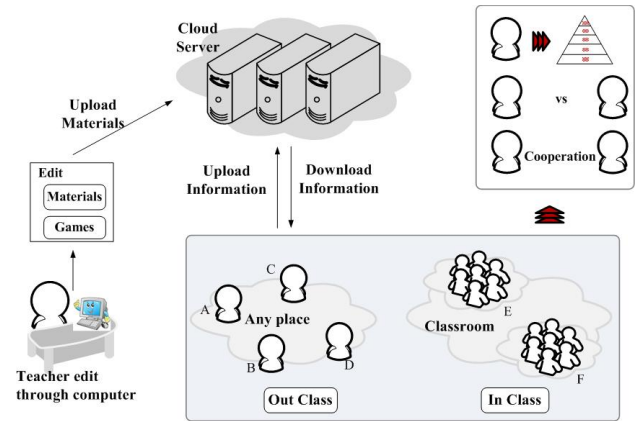 Cloud
Server
Upload
Materials
Edit
Materials
Games
Teacher edit
through computer
Upload
Information
Download
Information
A
B
C
D
Any place
Out Class
Classroom
E
F
In Class
vs
Cooperation